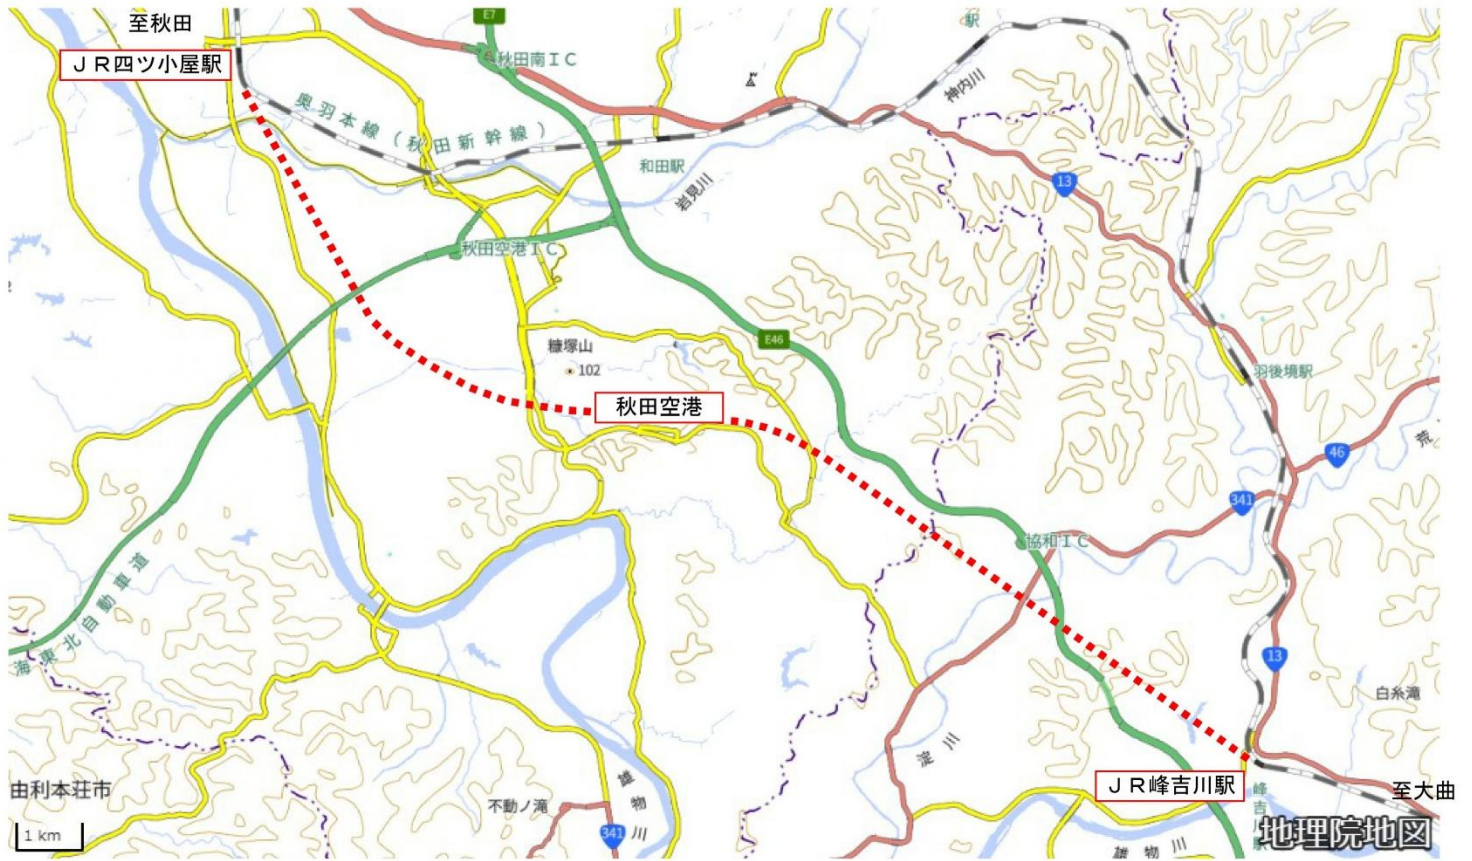 至秋田
ＪＲ四ツ小屋駅
E7
秋田南ＩＣ
駅
神内川
奥羽本線（秋田新幹線）
和田駅
岩見川
13
秋田空港ＩＣ
E46
糠塚山
102
羽後境駅
秋田空港
46
荒
341
協和ＩＣ
海東北自動車道
13
白糸滝
淀川
由利本荘市
不動ノ滝
雄物川
ＪＲ峰吉川駅
至大曲
峰吉川駅
1 km
341
雄物川
地理院地図